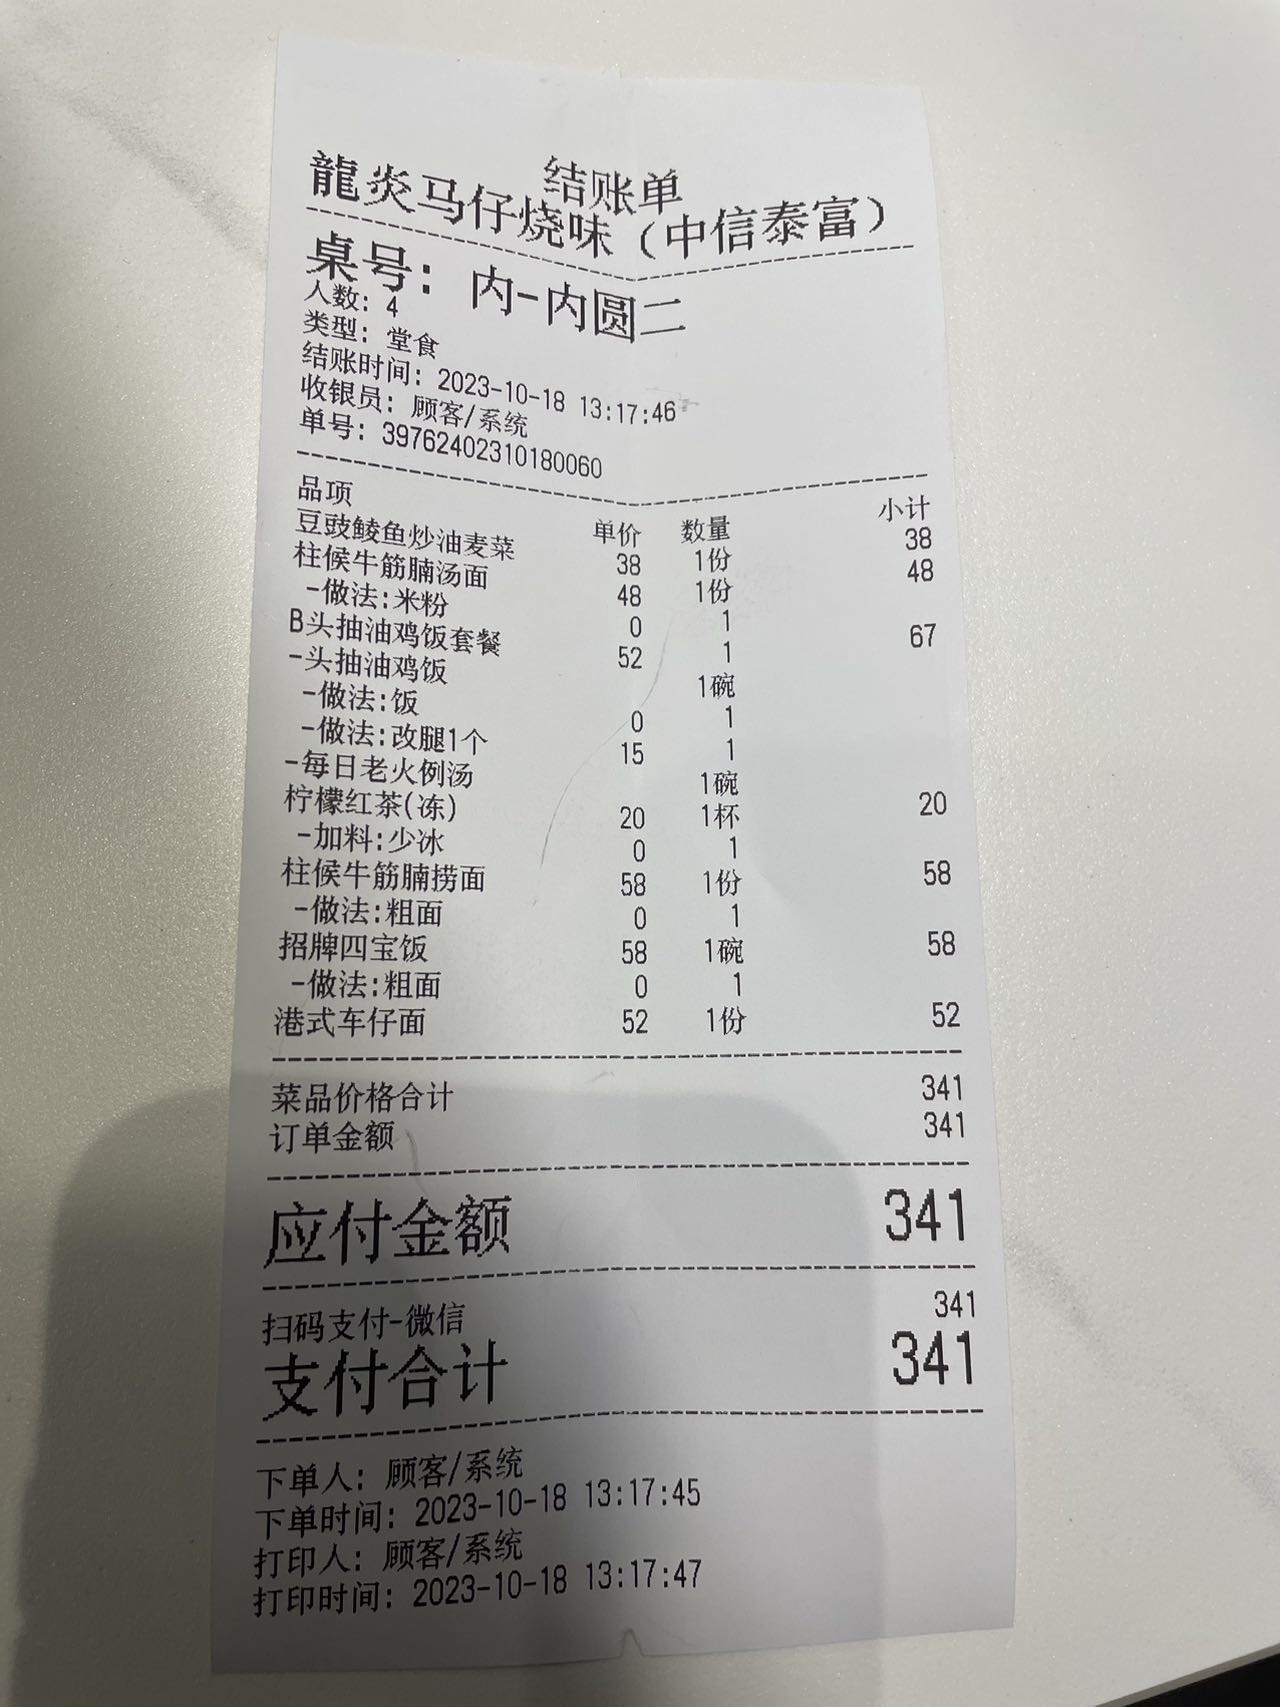 结账单
龍炎马仔烧味（中信泰富）
桌号：内-内圆二
人数：4
类型：堂食
结账时间：2023-10-18 13:17:46
收银员：顾客/系统
单号：39762402310180060
品项 单价 数量 小计
豆豉鲮鱼炒油麦菜 38 1份 38
柱候牛筋腩汤面 48 1份 48
-做法:米粉 0 1
B头抽油鸡饭套餐 52 1 67
-头抽油鸡饭 1碗
-做法:饭 0 1
-做法:改腿1个 15 1
-每日老火例汤 1碗
柠檬红茶(冻) 20 1杯 20
-加料:少冰 0 1
柱候牛筋腩捞面 58 1份 58
-做法:粗面 0 1
招牌四宝饭 58 1碗 58
-做法:粗面 0 1
港式车仔面 52 1份 52
菜品价格合计 341
订单金额 341
应付金额 341
扫码支付-微信 341
支付合计 341
下单人：顾客/系统
下单时间：2023-10-18 13:17:45
打印人：顾客/系统
打印时间：2023-10-18 13:17:47